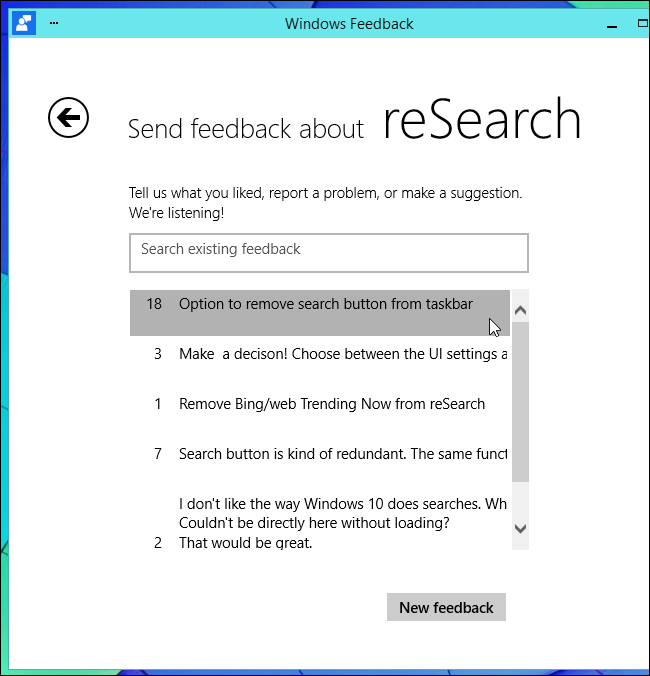 Windows Feedback
Send feedback about reSearch
Tell us what you liked, report a problem, or make a suggestion.
We're listening!
Search existing feedback
18 Option to remove search button from taskbar
3 Make a decison! Choose between the UI settings a
1 Remove Bing/web Trending Now from reSearch
7 Search button is kind of redundant. The same funct
I don't like the way Windows 10 does searches. Wh
Couldn't be directly here without loading?
2 That would be great.
New feedback